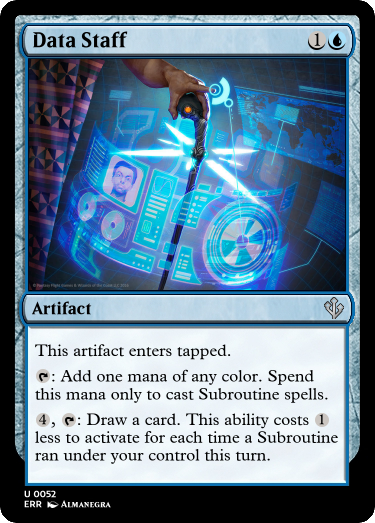 Data Staff 1
Artifact
This artifact enters tapped.
: Add one mana of any color. Spend
this mana only to cast Subroutine spells.
4, : Draw a card. This ability costs 1
less to activate for each time a Subroutine
ran under your control this turn.
U 0052
ERR Almanegra